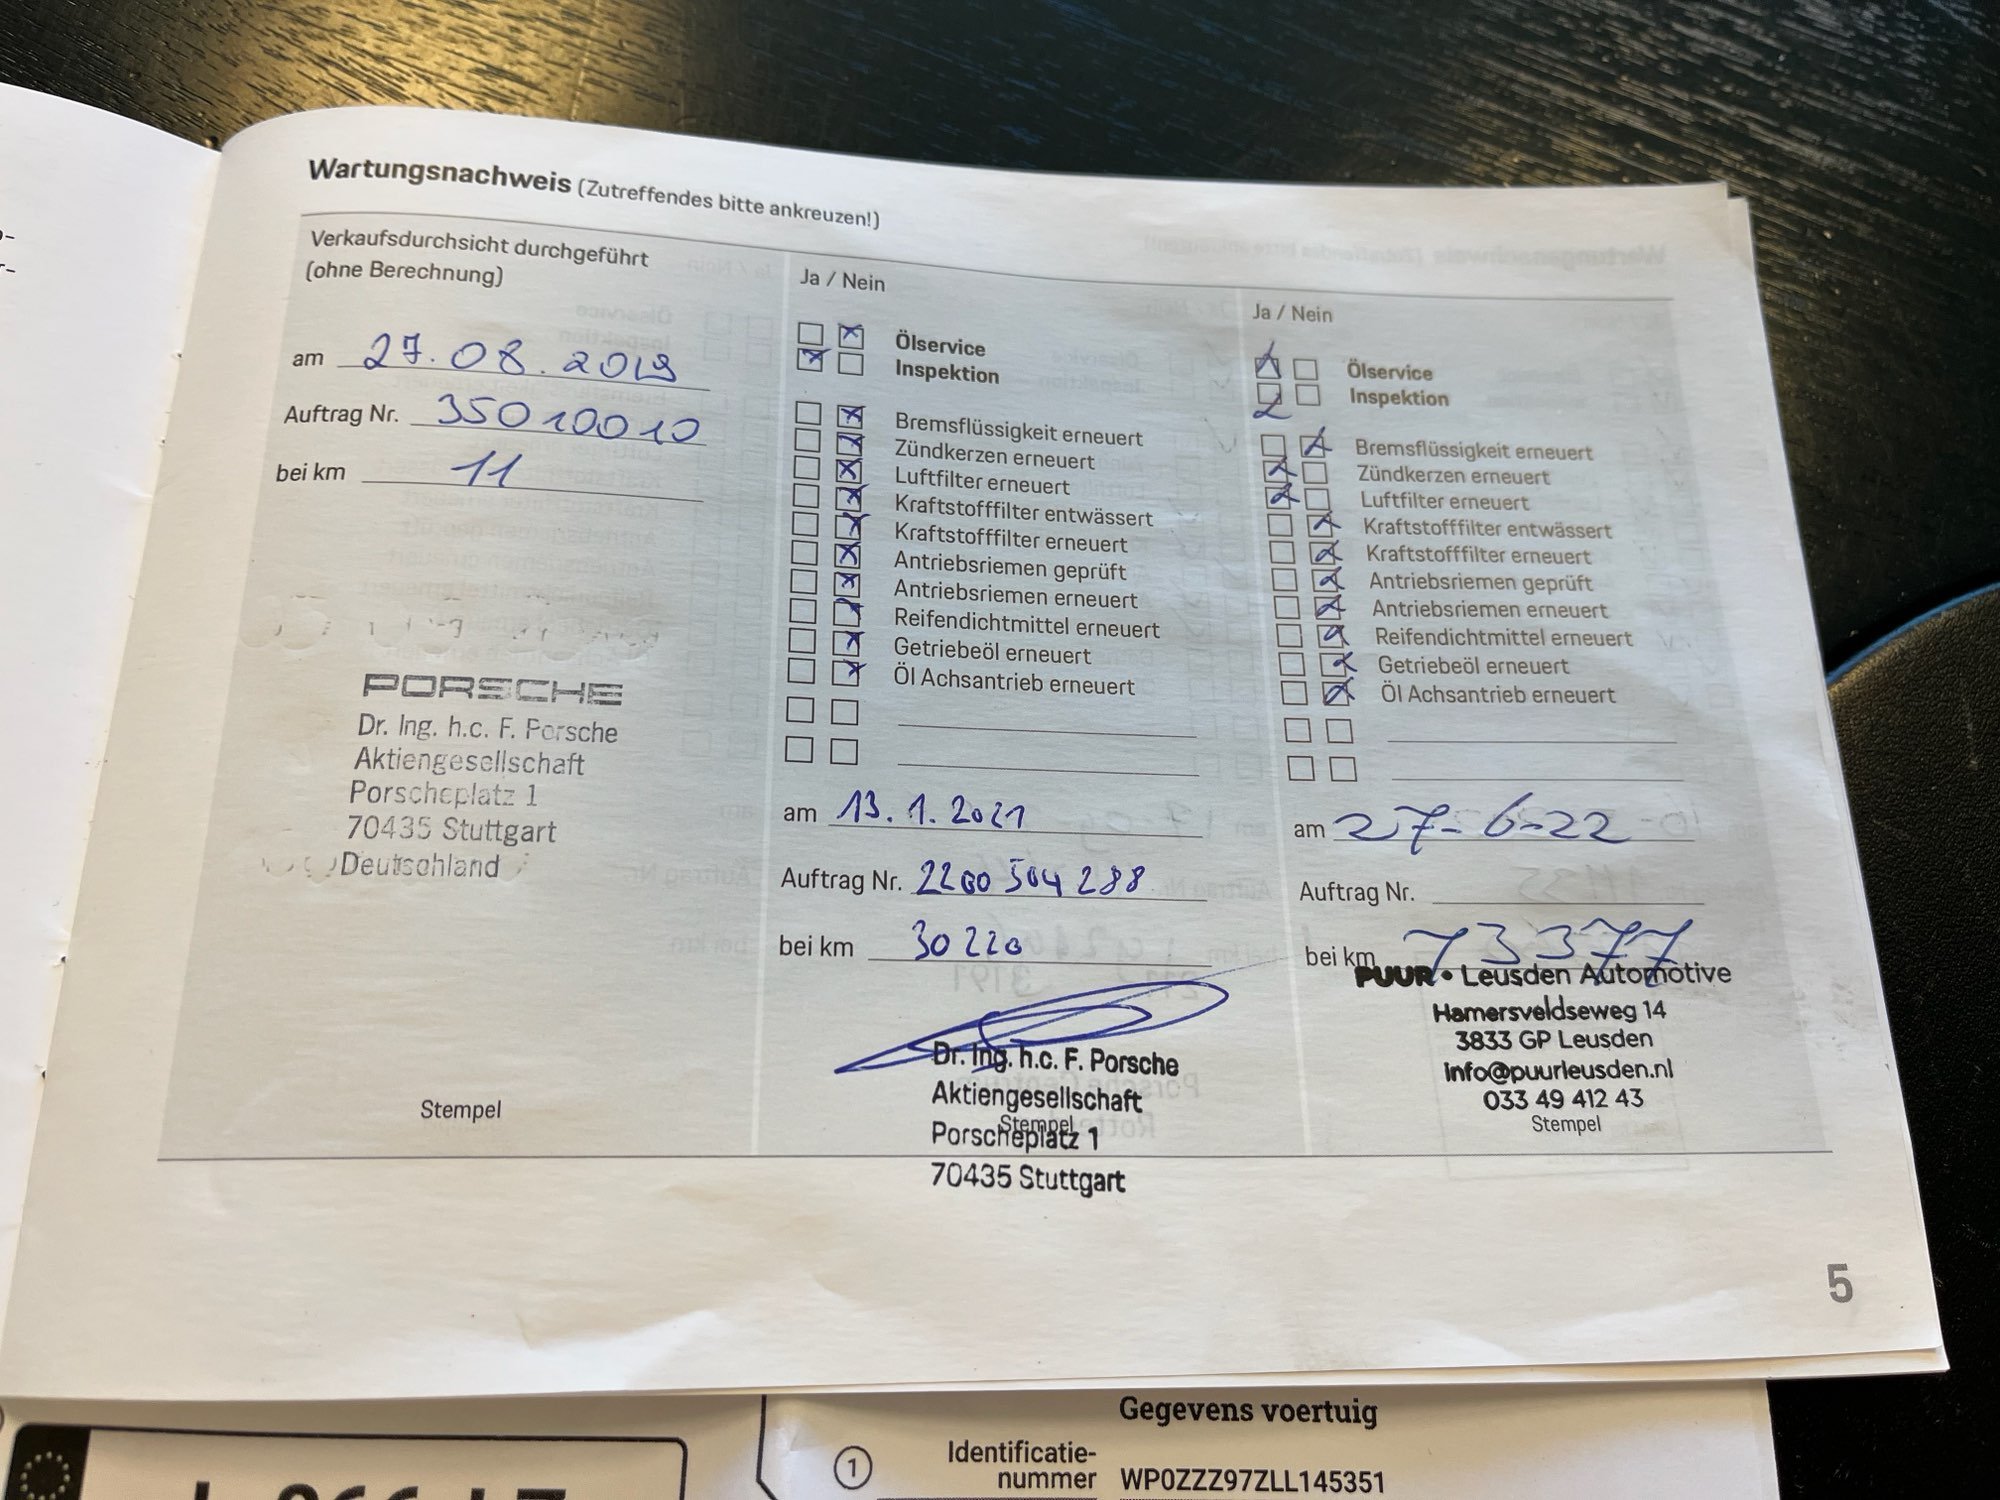 Wartungsnachweis (Zutreffendes bitte ankreuzen!)
Verkaufsdurchsicht durchgeführt
(ohne Berechnung)
am 27.08.2019
Auftrag Nr. 35010010
bei km 11
PORSCHE
Dr. Ing. h.c. F. Porsche
Aktiengesellschaft
Porscheplatz 1
70435 Stuttgart
Deutschland
Stempel
Ja / Nein
Ölservice
Inspektion
Bremsflüssigkeit erneuert
Zündkerzen erneuert
Luftfilter erneuert
Kraftstofffilter entwässert
Kraftstofffilter erneuert
Antriebsriemen geprüft
Antriebsriemen erneuert
Reifendichtmittel erneuert
Getriebeöl erneuert
Öl Achsantrieb erneuert
am 13.1.2021
Auftrag Nr. 2200 504 288
bei km 30220
Dr. Ing. h.c. F. Porsche
Aktiengesellschaft
Stempel
Porscheplatz 1
70435 Stuttgart
Ja / Nein
Ölservice
Inspektion
Bremsflüssigkeit erneuert
Zündkerzen erneuert
Luftfilter erneuert
Kraftstofffilter entwässert
Kraftstofffilter erneuert
Antriebsriemen geprüft
Antriebsriemen erneuert
Reifendichtmittel erneuert
Getriebeöl erneuert
Öl Achsantrieb erneuert
am 27-6-22
Auftrag Nr.
bei km 73377
PUUR • Leusden Automotive
Hamersveldseweg 14
3833 GP Leusden
info@puurleusden.nl
033 49 412 43
Stempel
5
Gegevens voertuig
1
Identificatie-
nummer WP0ZZZ97ZLL145351